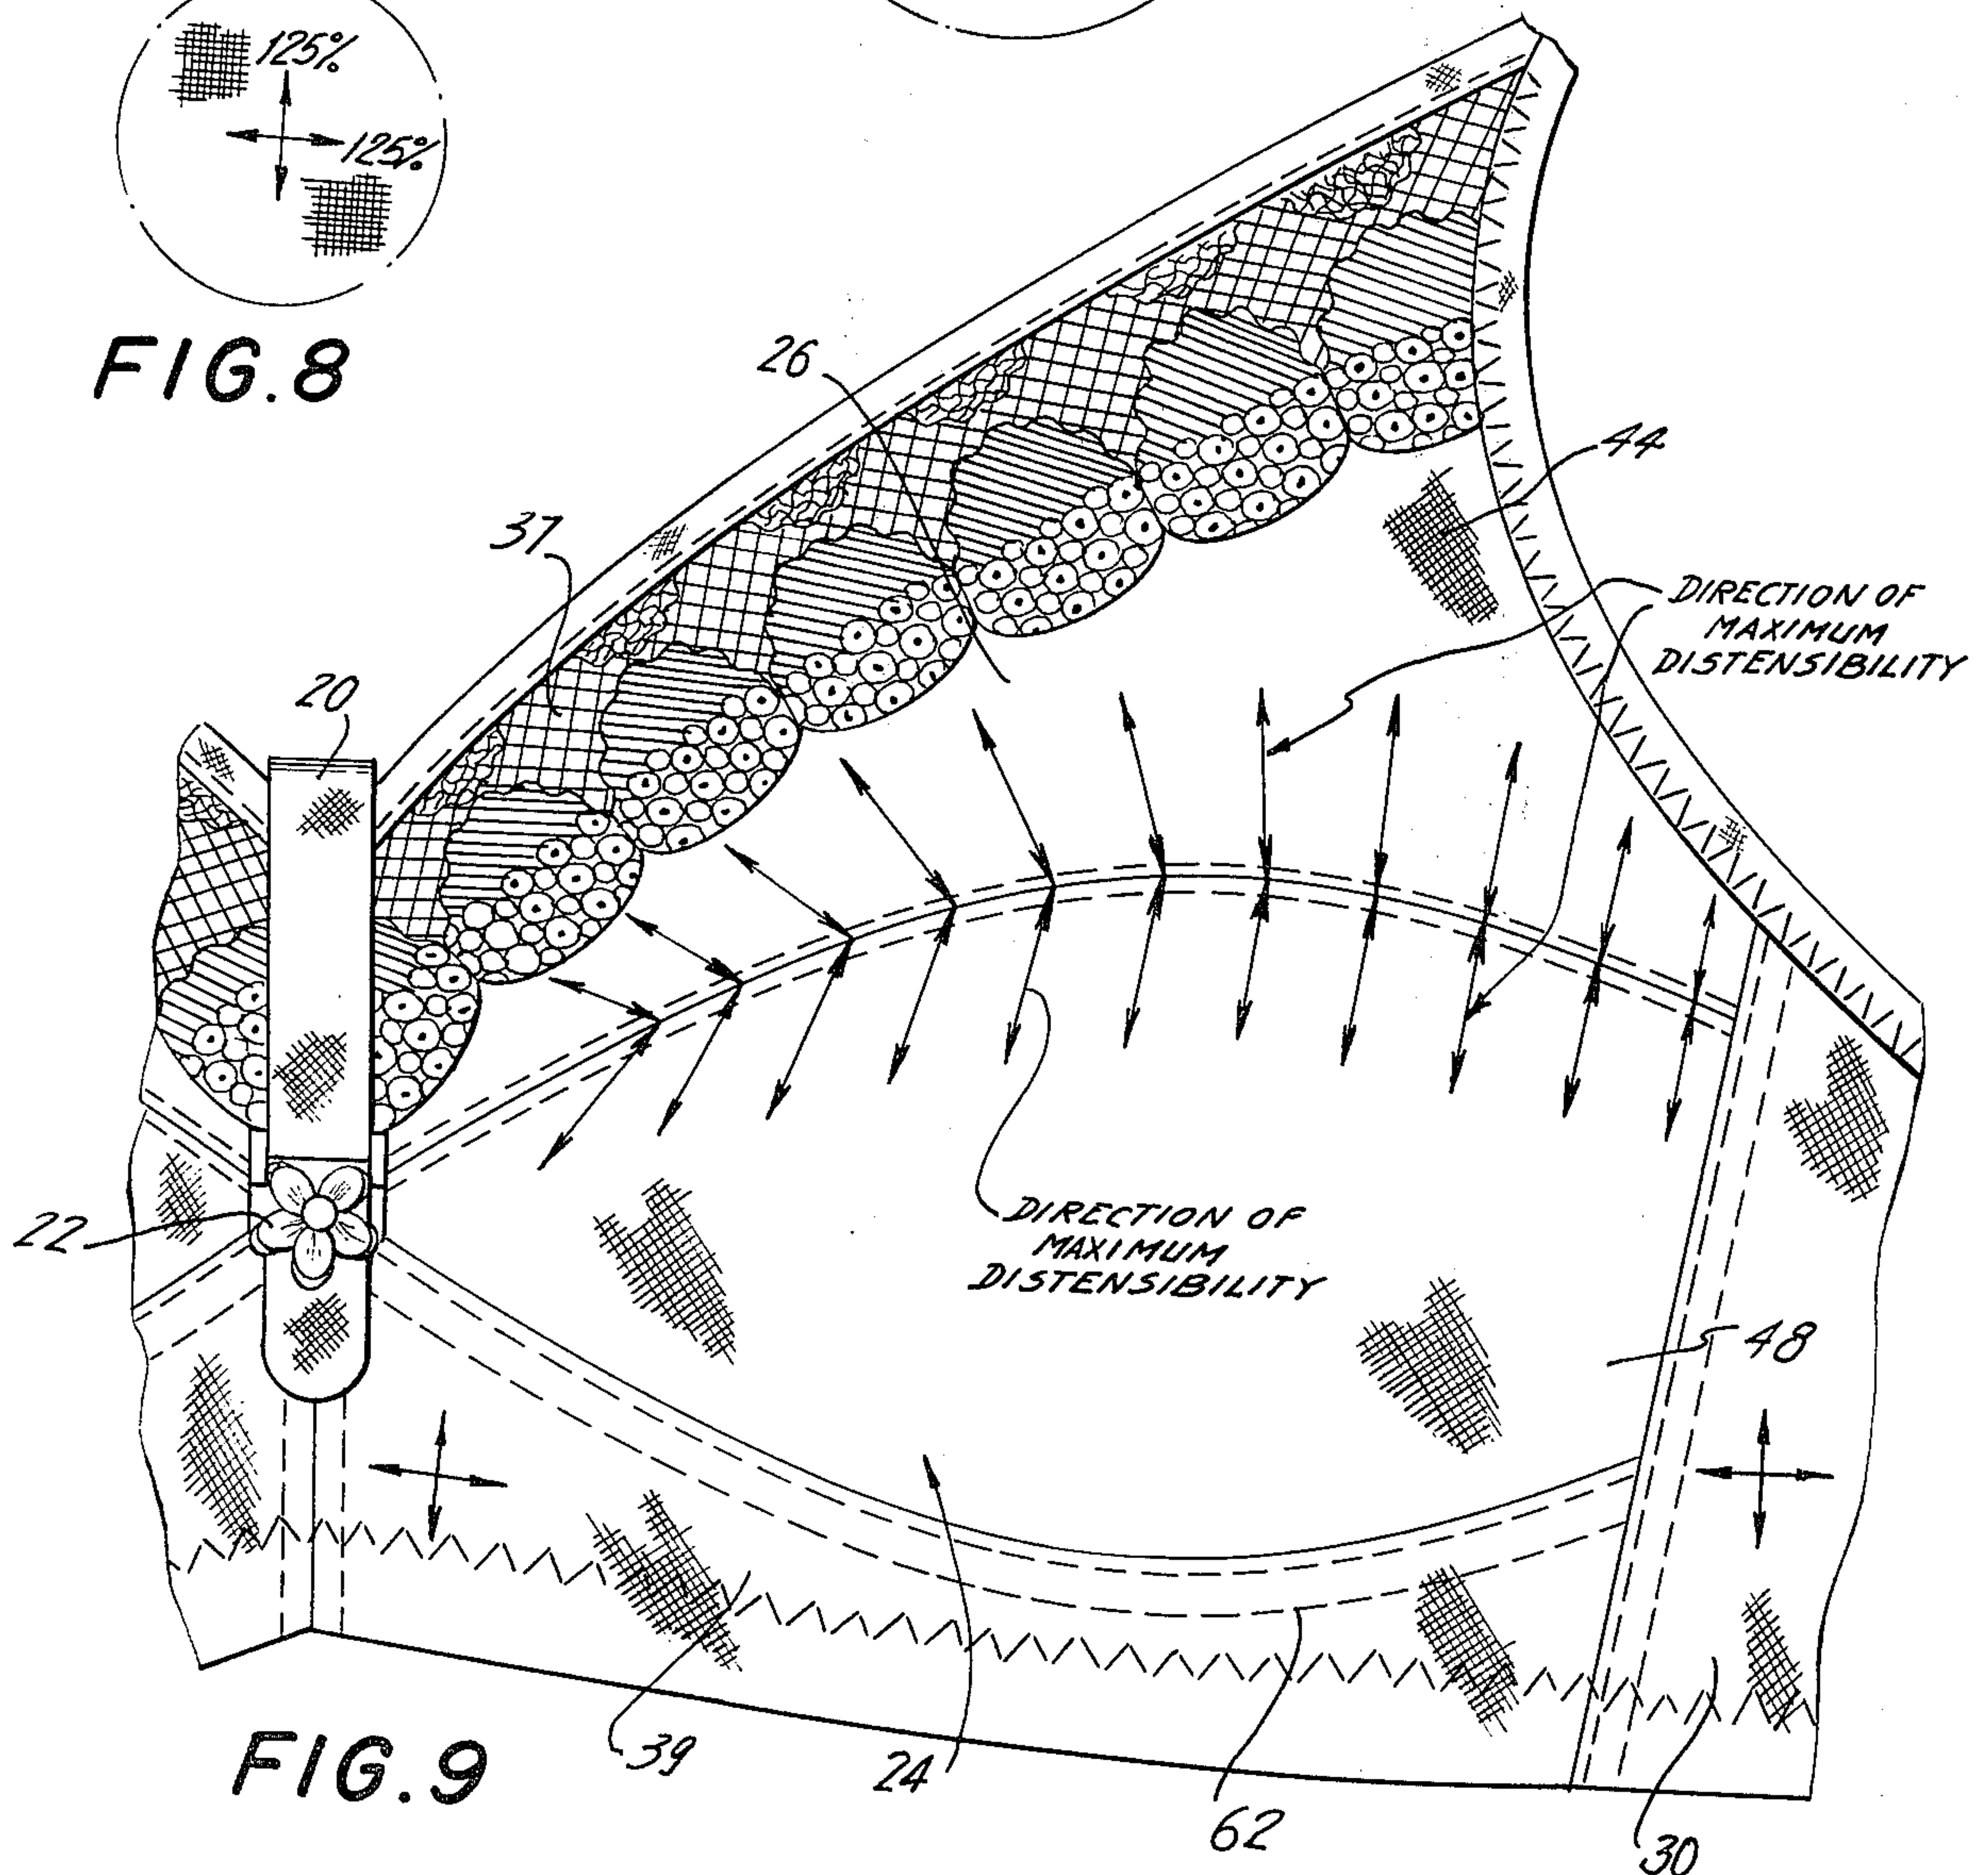 125%
125%
FIG.8
26
44
37
DIRECTION OF
MAXIMUM
DISTENSIBILITY
20
22
DIRECTION OF
MAXIMUM
DISTENSIBILITY
48
39
24
62
30
FIG.9